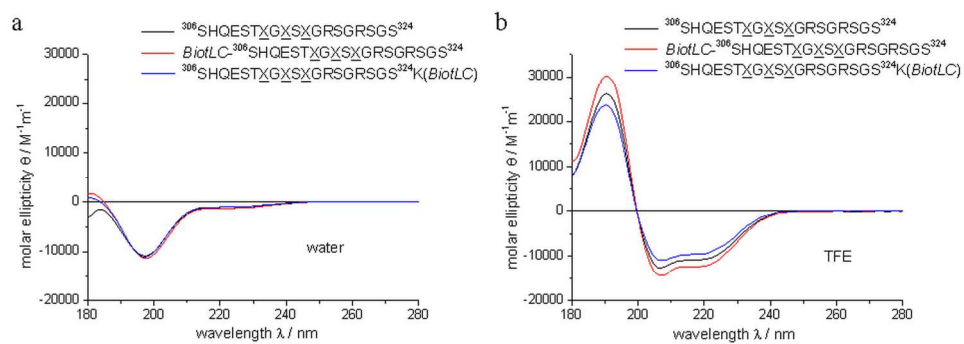 a
³⁰⁶SHQESTXGXSXGRSGRSGS³²⁴
BiotLC-³⁰⁶SHQESTXGXSXGRSGRSGS³²⁴
³⁰⁶SHQESTXGXSXGRSGRSGS³²⁴K(BiotLC)
molar ellipticity θ / M⁻¹m⁻¹
30000
20000
10000
0
-10000
-20000
water
180 200 220 240 260 280
wavelength λ / nm
b
³⁰⁶SHQESTXGXSXGRSGRSGS³²⁴
BiotLC-³⁰⁶SHQESTXGXSXGRSGRSGS³²⁴
³⁰⁶SHQESTXGXSXGRSGRSGS³²⁴K(BiotLC)
molar ellipticity θ / M⁻¹m⁻¹
30000
20000
10000
0
-10000
-20000
TFE
180 200 220 240 260 280
wavelength λ / nm